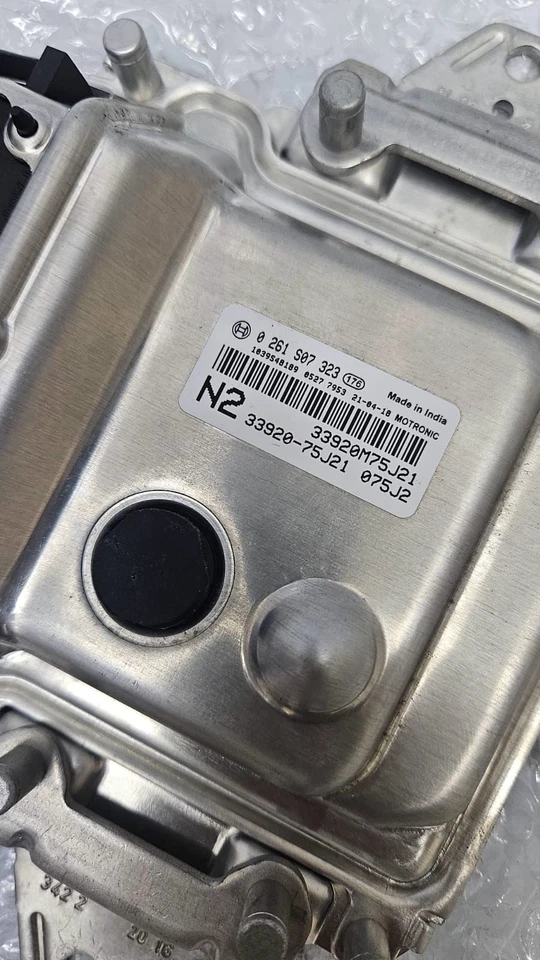 0 261 S07 323 176 Made in India
1039S48189 0527 7953 21-04-18 MOTRONIC
N2
33920M75J21
33920-75J21 075J2
342 2
20 16